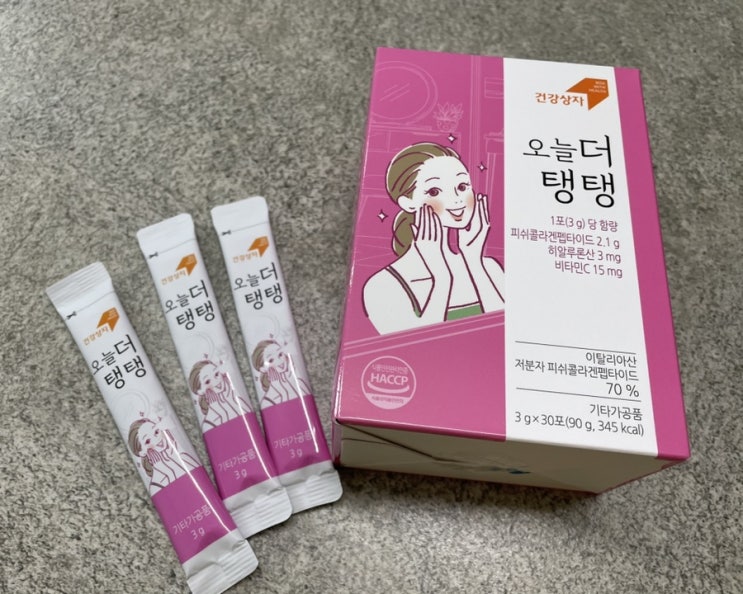 건강상자
BOX
WITH
HEALTH
오늘더
탱탱
1포(3 g) 당 함량
피쉬콜라겐펩타이드 2.1 g
히알루론산 3 mg
비타민C 15 mg
HACCP
이탈리아산
저분자 피쉬콜라겐펩타이드
70 %
기타가공품
3 g×30포(90 g, 345 kcal)
건강상자
오늘더
탱탱
기타가공품
3 g
건강상자
오늘더
탱탱
기타가공품
3 g
건강상자
오늘더
탱탱
기타가공품
3 g